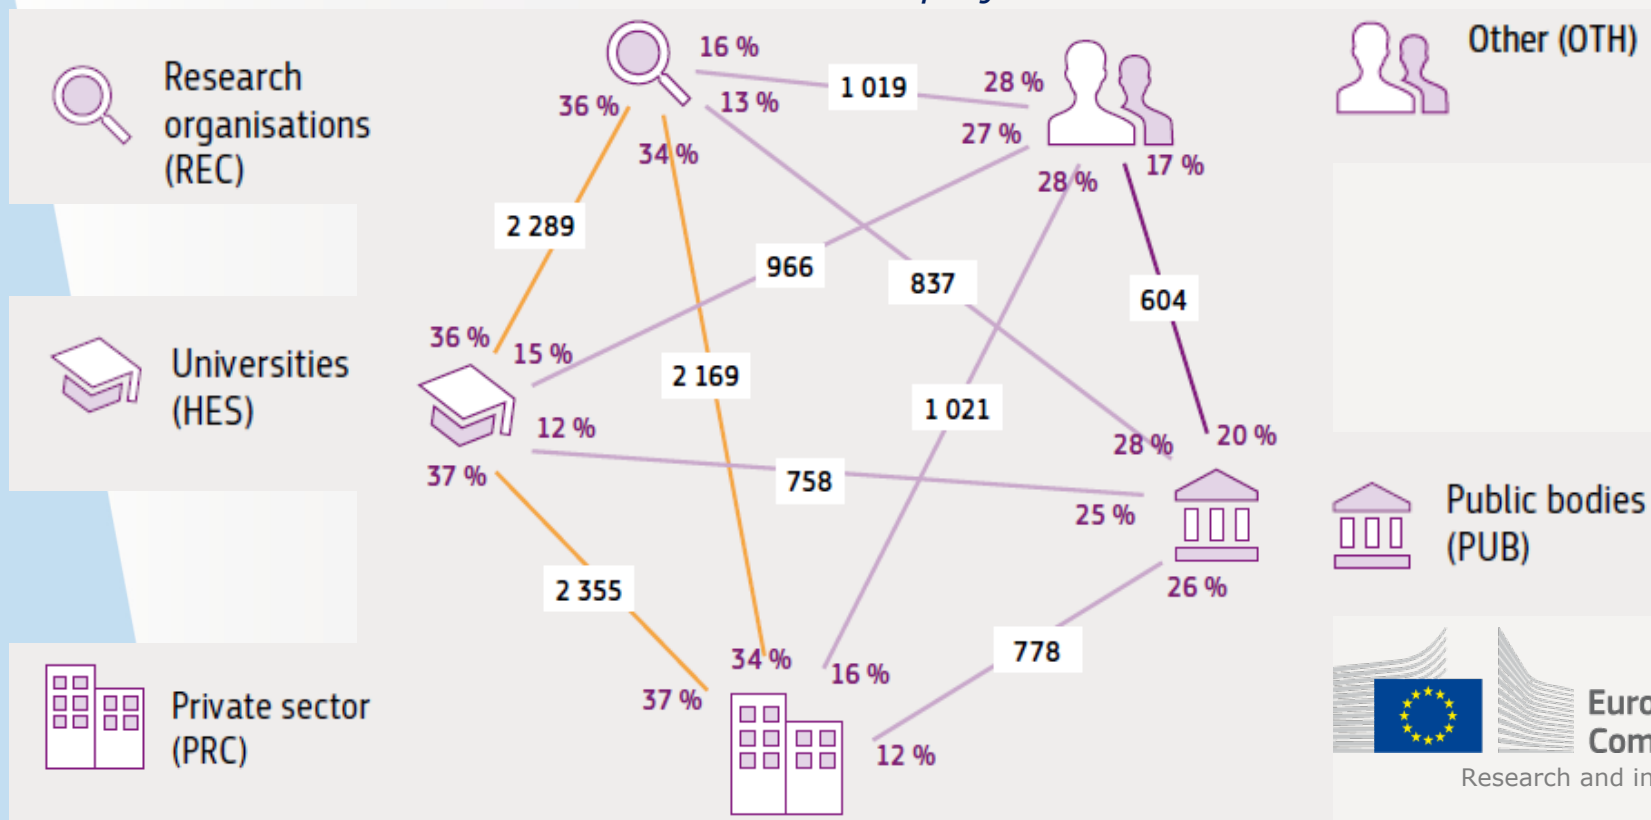 Research
organisations
(REC)
Universities
(HES)
Private sector
(PRC)
16 %
1 019
28 %
36 %
13 %
27 %
34 %
28 %
17 %
2 289
966
837
604
36 %
15 %
2 169
1 021
12 %
28 %
20 %
37 %
758
25 %
2 355
26 %
778
34 %
16 %
37 %
12 %
Other (OTH)
Public bodies
(PUB)
Euro
Com
Research and in